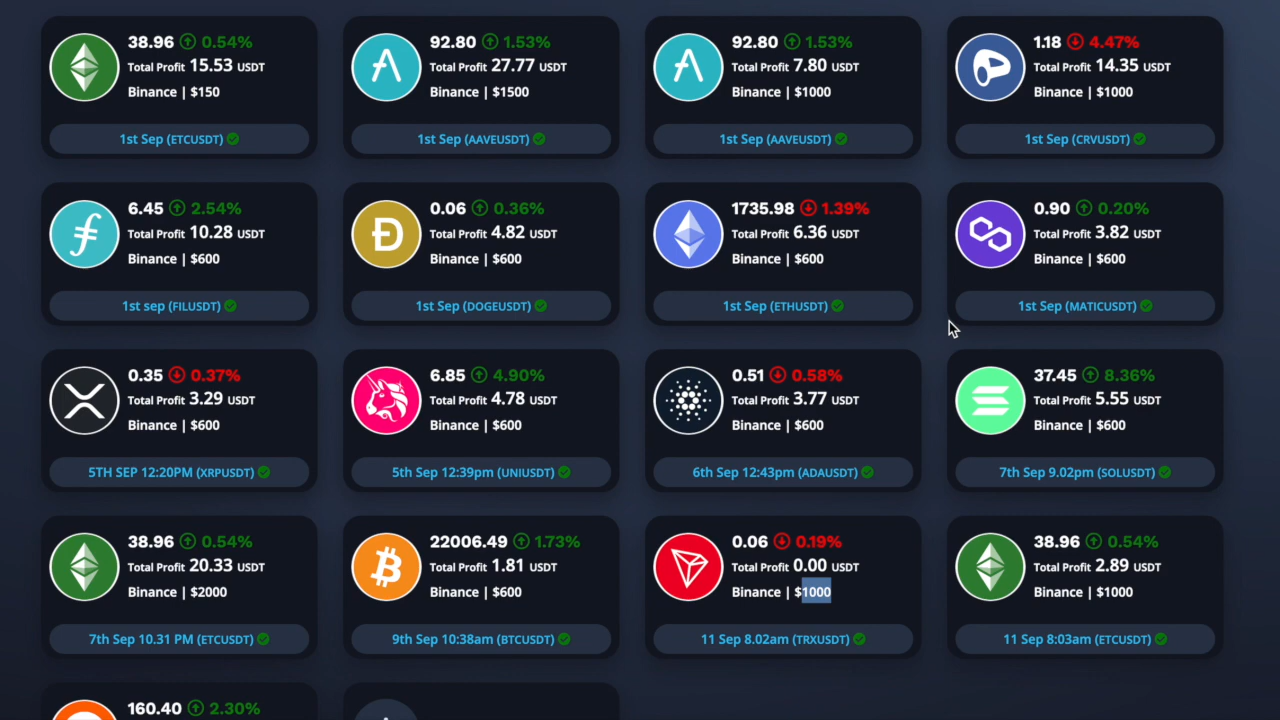 38.96 0.54%
Total Profit 15.53 USDT
Binance | $150
1st Sep (ETCUSDT)
92.80 1.53%
Total Profit 27.77 USDT
Binance | $1500
1st Sep (AAVEUSDT)
92.80 1.53%
Total Profit 7.80 USDT
Binance | $1000
1st Sep (AAVEUSDT)
1.18 4.47%
Total Profit 14.35 USDT
Binance | $1000
1st Sep (CRVUSDT)
6.45 2.54%
Total Profit 10.28 USDT
Binance | $600
1st sep (FILUSDT)
0.06 0.36%
Total Profit 4.82 USDT
Binance | $600
1st Sep (DOGEUSDT)
1735.98 1.39%
Total Profit 6.36 USDT
Binance | $600
1st Sep (ETHUSDT)
0.90 0.20%
Total Profit 3.82 USDT
Binance | $600
1st Sep (MATICUSDT)
0.35 0.37%
Total Profit 3.29 USDT
Binance | $600
5TH SEP 12:20PM (XRPUSDT)
6.85 4.90%
Total Profit 4.78 USDT
Binance | $600
5th Sep 12:39pm (UNIUSDT)
0.51 0.58%
Total Profit 3.77 USDT
Binance | $600
6th Sep 12:43pm (ADAUSDT)
37.45 8.36%
Total Profit 5.55 USDT
Binance | $600
7th Sep 9.02pm (SOLUSDT)
38.96 0.54%
Total Profit 20.33 USDT
Binance | $2000
7th Sep 10.31 PM (ETCUSDT)
22006.49 1.73%
Total Profit 1.81 USDT
Binance | $600
9th Sep 10:38am (BTCUSDT)
0.06 0.19%
Total Profit 0.00 USDT
Binance | $1000
11 Sep 8.02am (TRXUSDT)
38.96 0.54%
Total Profit 2.89 USDT
Binance | $1000
11 Sep 8:03am (ETCUSDT)
160.40 2.30%